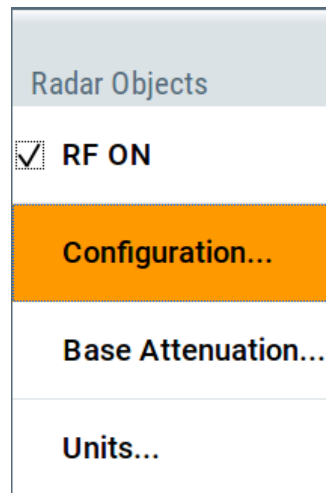 Radar Objects
RF ON
Configuration...
Base Attenuation...
Units...